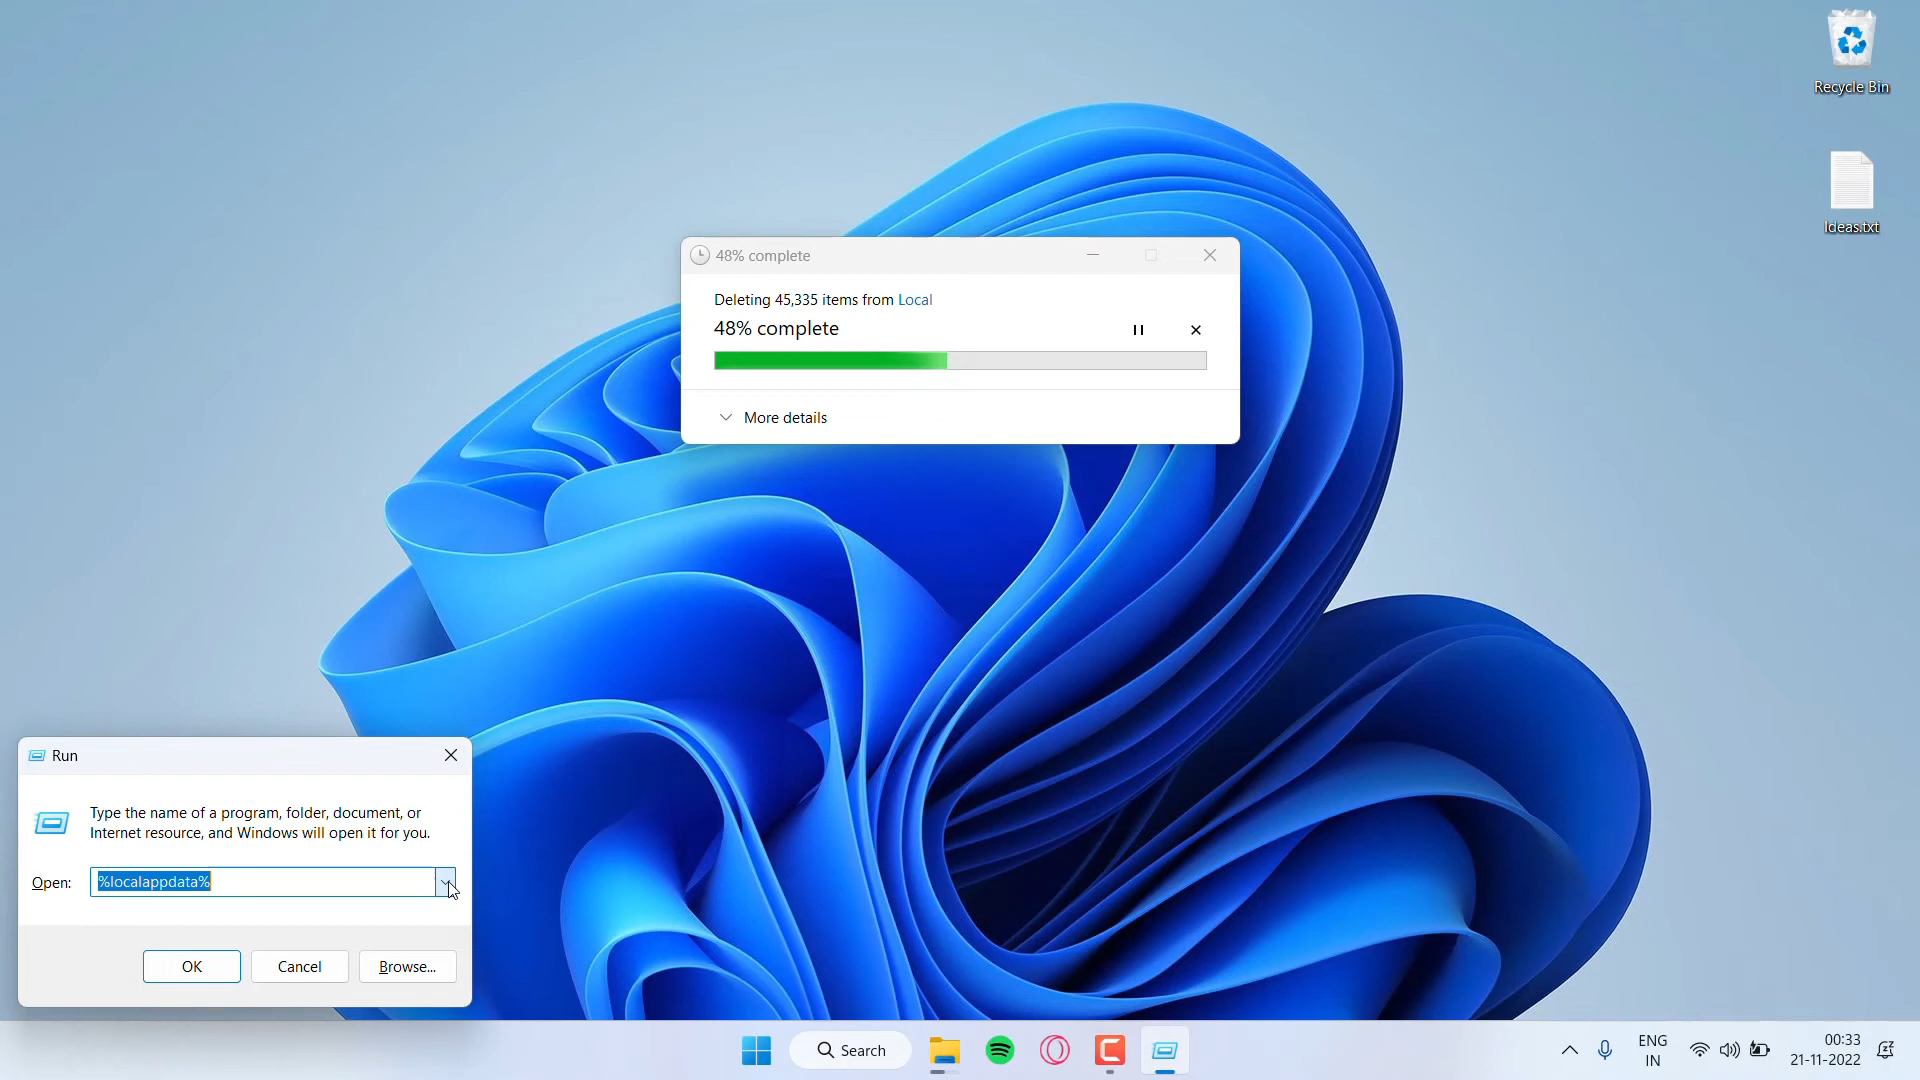 Recycle Bin
Ideas.txt
48% complete
Deleting 45,335 items from Local
48% complete
More details
Run
Type the name of a program, folder, document, or
Internet resource, and Windows will open it for you.
Open: %localappdata%
OK Cancel Browse...
Search
ENG
IN
00:33
21-11-2022